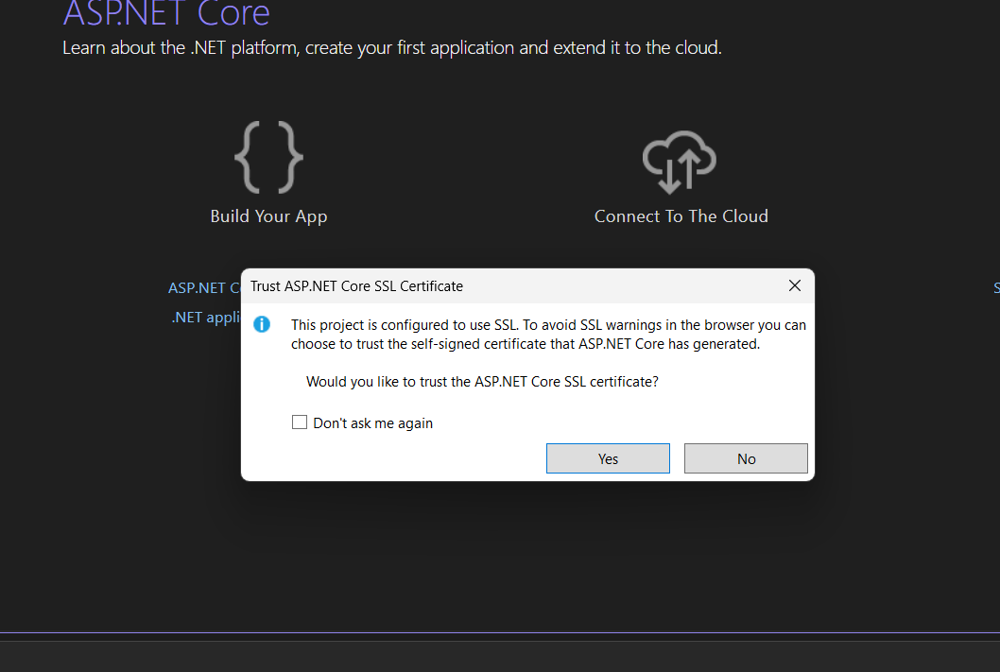 ASP.NET Core
Learn about the .NET platform, create your first application and extend it to the cloud.
Build Your App
Connect To The Cloud
ASP.NET
.NET
Trust ASP.NET Core SSL Certificate
This project is configured to use SSL. To avoid SSL warnings in the browser you can
choose to trust the self-signed certificate that ASP.NET Core has generated.
Would you like to trust the ASP.NET Core SSL certificate?
Don't ask me again
Yes
No